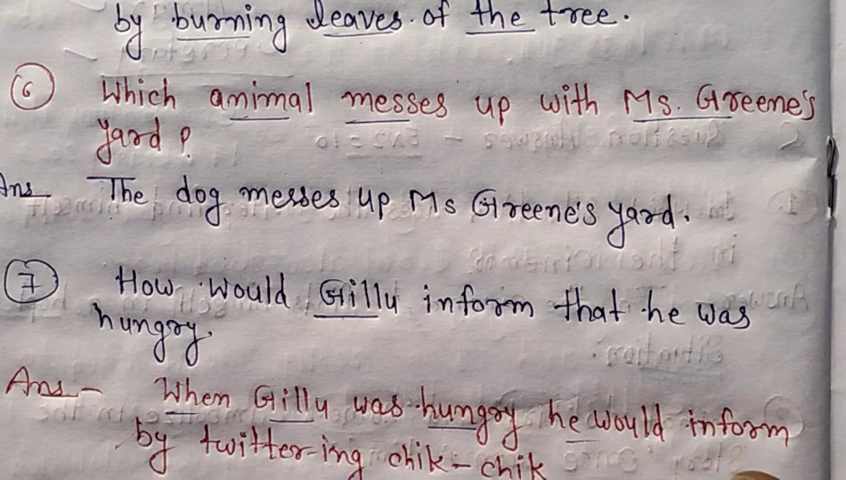 by burning leaves of the tree.
6 Which animal messes up with Ms. Greene's
yard ?
Ans The dog messes up Ms Greene's yard.
7 How would Gillu inform that he was
hungry.
Ans - When Gillu was hungry he would inform
by twitter-ing chik - chik